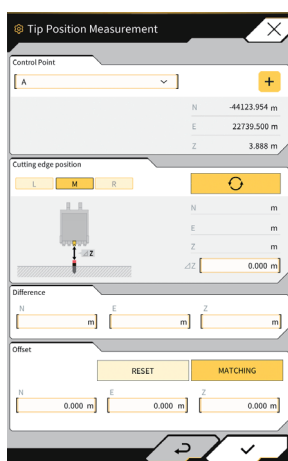 Tip Position Measurement
Control Point
A
N -44123.954 m
E 22739.500 m
Z 3.888 m
Cutting edge position
L M R
N m
E m
Z m
⊿Z 0.000 m
⊿Z
Difference
N E Z
m m m
Offset
RESET MATCHING
N E Z
0.000 m 0.000 m 0.000 m